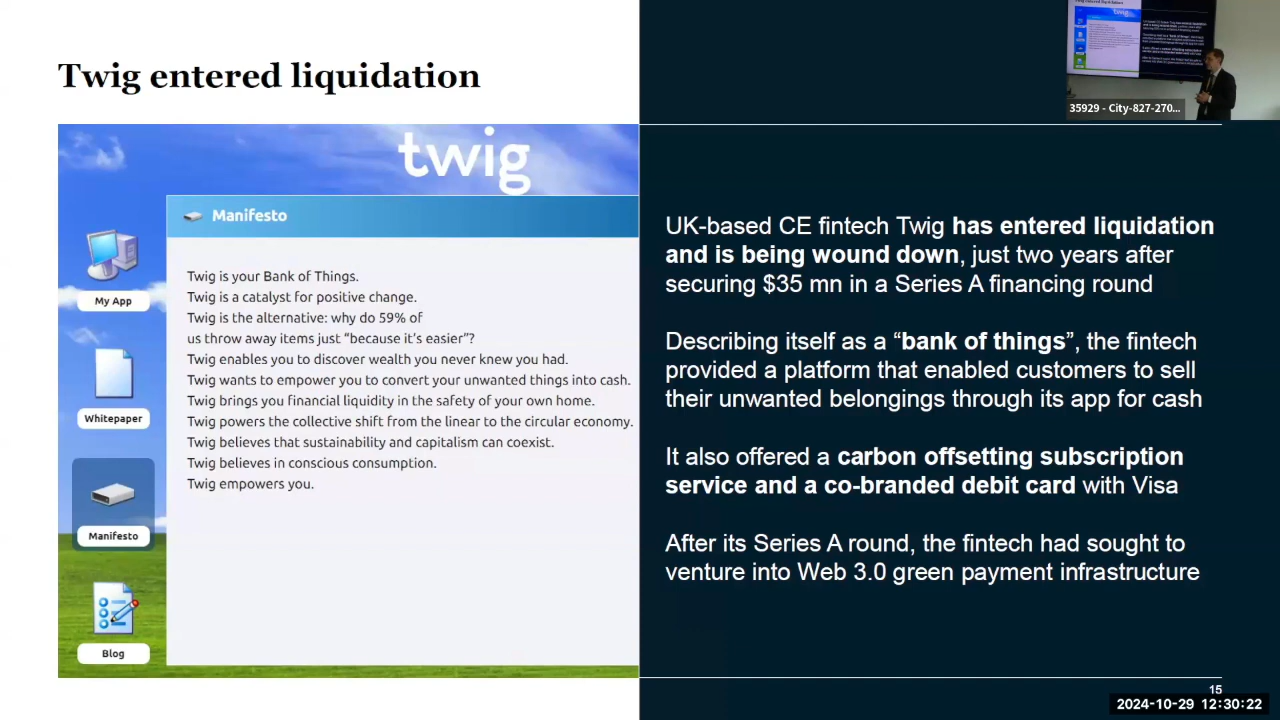 Twig entered liquidation
35929 - City-827-270...
twig
Manifesto
Twig is your Bank of Things.
Twig is a catalyst for positive change.
Twig is the alternative: why do 59% of
us throw away items just “because it’s easier”?
Twig enables you to discover wealth you never knew you had.
Twig wants to empower you to convert your unwanted things into cash.
Twig brings you financial liquidity in the safety of your own home.
Twig powers the collective shift from the linear to the circular economy.
Twig believes that sustainability and capitalism can coexist.
Twig believes in conscious consumption.
Twig empowers you.
My App
Whitepaper
Manifesto
Blog
UK-based CE fintech Twig has entered liquidation
and is being wound down, just two years after
securing $35 mn in a Series A financing round
Describing itself as a “bank of things”, the fintech
provided a platform that enabled customers to sell
their unwanted belongings through its app for cash
It also offered a carbon offsetting subscription
service and a co-branded debit card with Visa
After its Series A round, the fintech had sought to
venture into Web 3.0 green payment infrastructure
15
2024-10-29 12:30:22